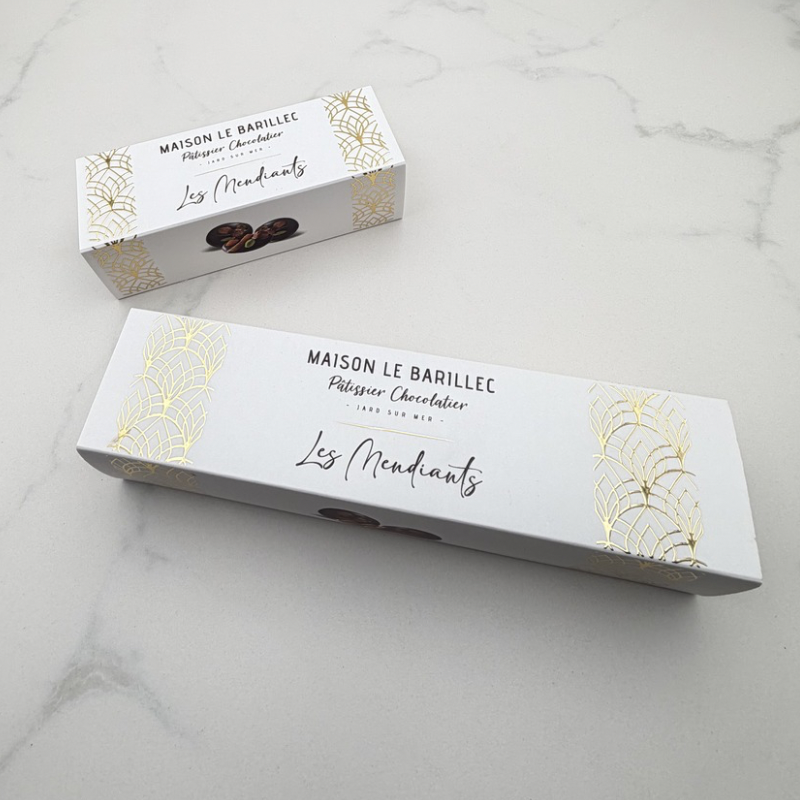 MAISON LE BARILLEC
Pâtissier Chocolatier
- JARD SUR MER -
Les Mendiants
MAISON LE BARILLEC
Pâtissier Chocolatier
- JARD SUR MER -
Les Mendiants